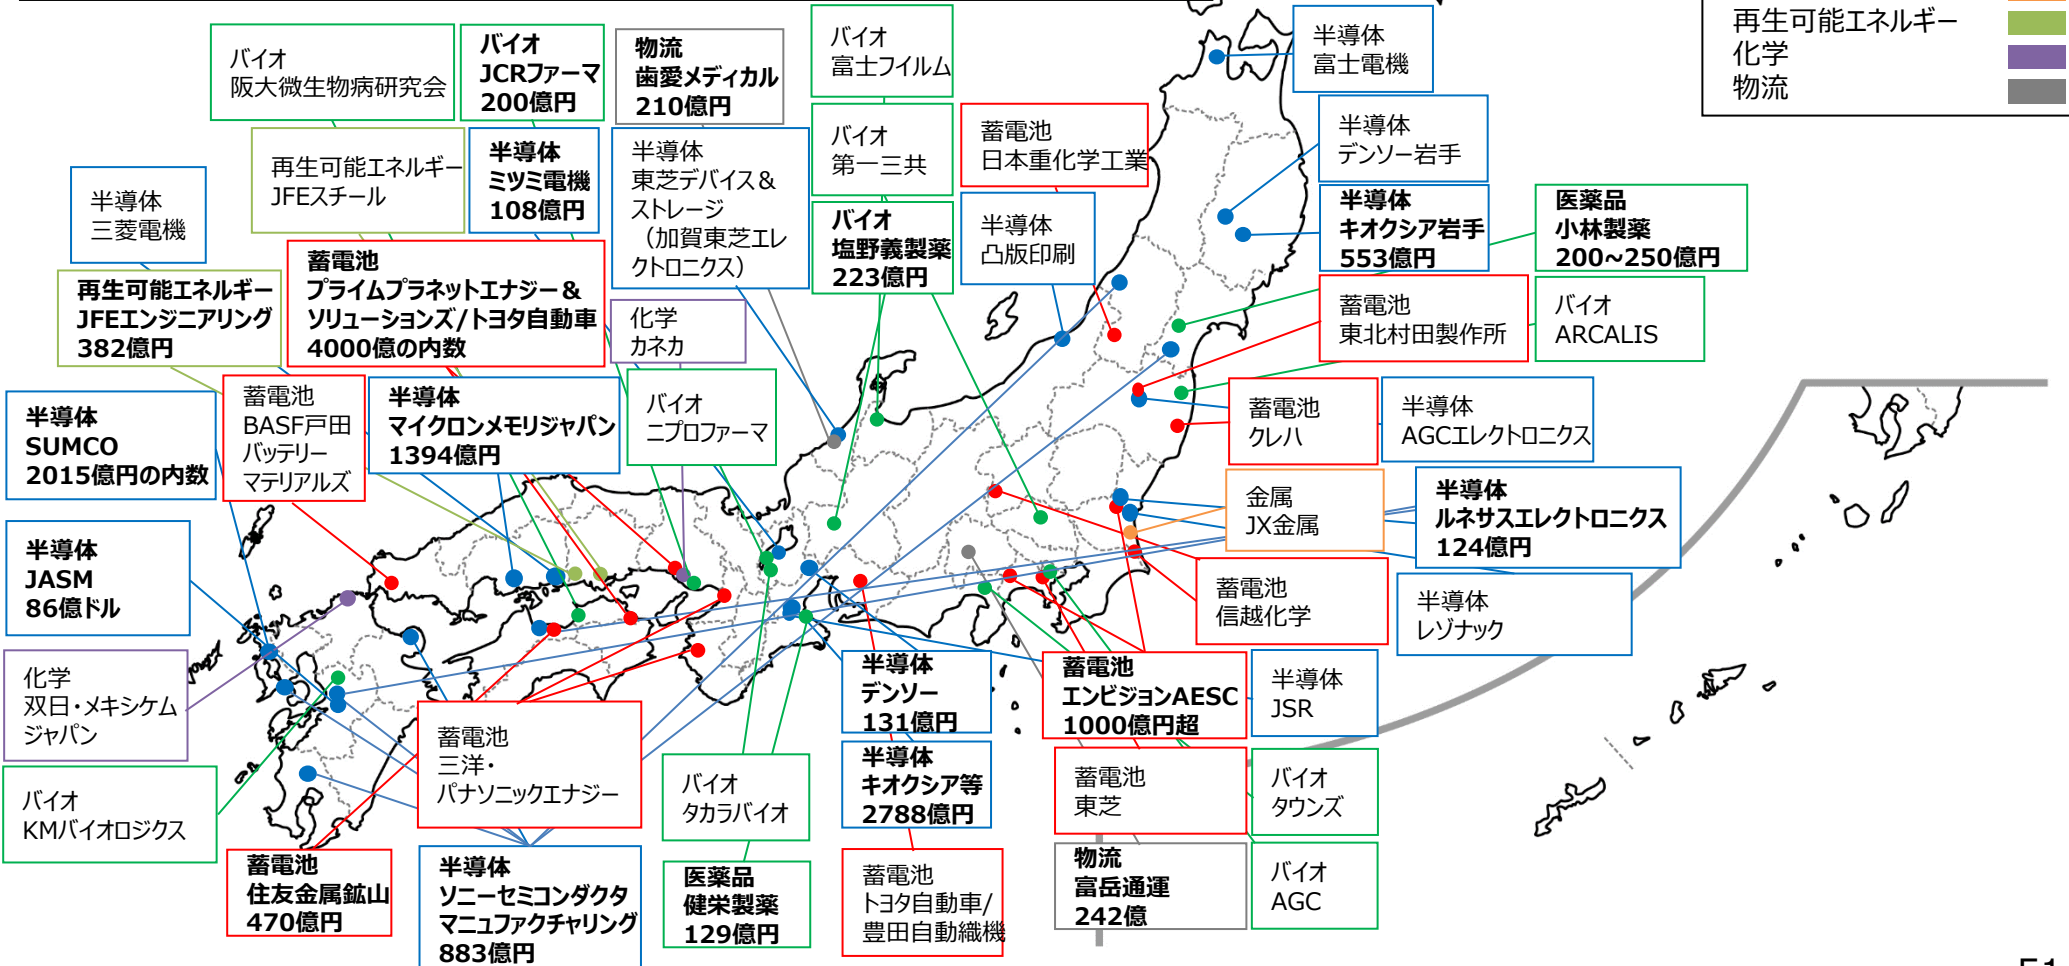 再生可能エネルギー
化学
物流
バイオ
阪大微生物病研究会
バイオ
JCRファーマ
200億円
物流
歯愛メディカル
210億円
バイオ
富士フイルム
半導体
富士電機
再生可能エネルギー
JFEスチール
半導体
ミツミ電機
108億円
半導体
東芝デバイス＆
ストレージ
（加賀東芝エレ
クトロニクス）
バイオ
第一三共
蓄電池
日本重化学工業
半導体
デンソー岩手
半導体
三菱電機
バイオ
塩野義製薬
223億円
半導体
凸版印刷
半導体
キオクシア岩手
553億円
医薬品
小林製薬
200~250億円
再生可能エネルギー
JFEエンジニアリング
382億円
蓄電池
プライムプラネットエナジー＆
ソリューションズ/トヨタ自動車
4000億の内数
化学
カネカ
蓄電池
東北村田製作所
バイオ
ARCALIS
半導体
SUMCO
2015億円の内数
蓄電池
BASF戸田
バッテリー
マテリアルズ
半導体
マイクロンメモリジャパン
1394億円
バイオ
ニプロファーマ
蓄電池
クレハ
半導体
AGCエレクトロニクス
金属
JX金属
半導体
ルネサスエレクトロニクス
124億円
半導体
JASM
86億ドル
蓄電池
信越化学
半導体
レゾナック
化学
双日・メキシケム
ジャパン
蓄電池
三洋・
パナソニックエナジー
半導体
デンソー
131億円
蓄電池
エンビジョンAESC
1000億円超
半導体
JSR
バイオ
KMバイオロジクス
バイオ
タカラバイオ
半導体
キオクシア等
2788億円
蓄電池
東芝
バイオ
タウンズ
蓄電池
住友金属鉱山
470億円
半導体
ソニーセミコンダクタ
マニュファクチャリング
883億円
医薬品
健栄製薬
129億円
蓄電池
トヨタ自動車/
豊田自動織機
物流
富岳通運
242億
バイオ
AGC
51